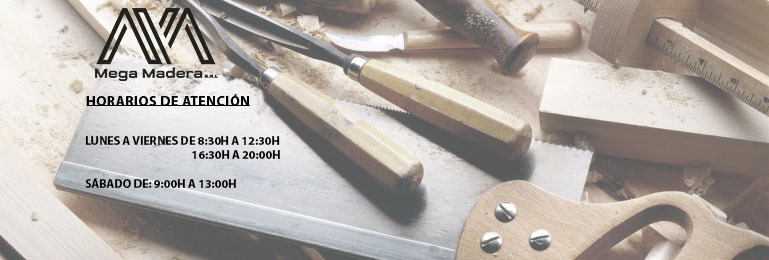 Mega Madera S.R.L
HORARIOS DE ATENCIÓN
LUNES A VIERNES DE 8:30H A 12:30H
16:30H A 20:00H
SÁBADO DE: 9:00H A 13:00H